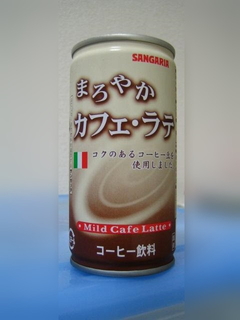 SANGARIA
まろやか
カフェ・ラテ
コクのあるコーヒー豆を
使用しました
・Mild Cafe Latte・
コーヒー飲料